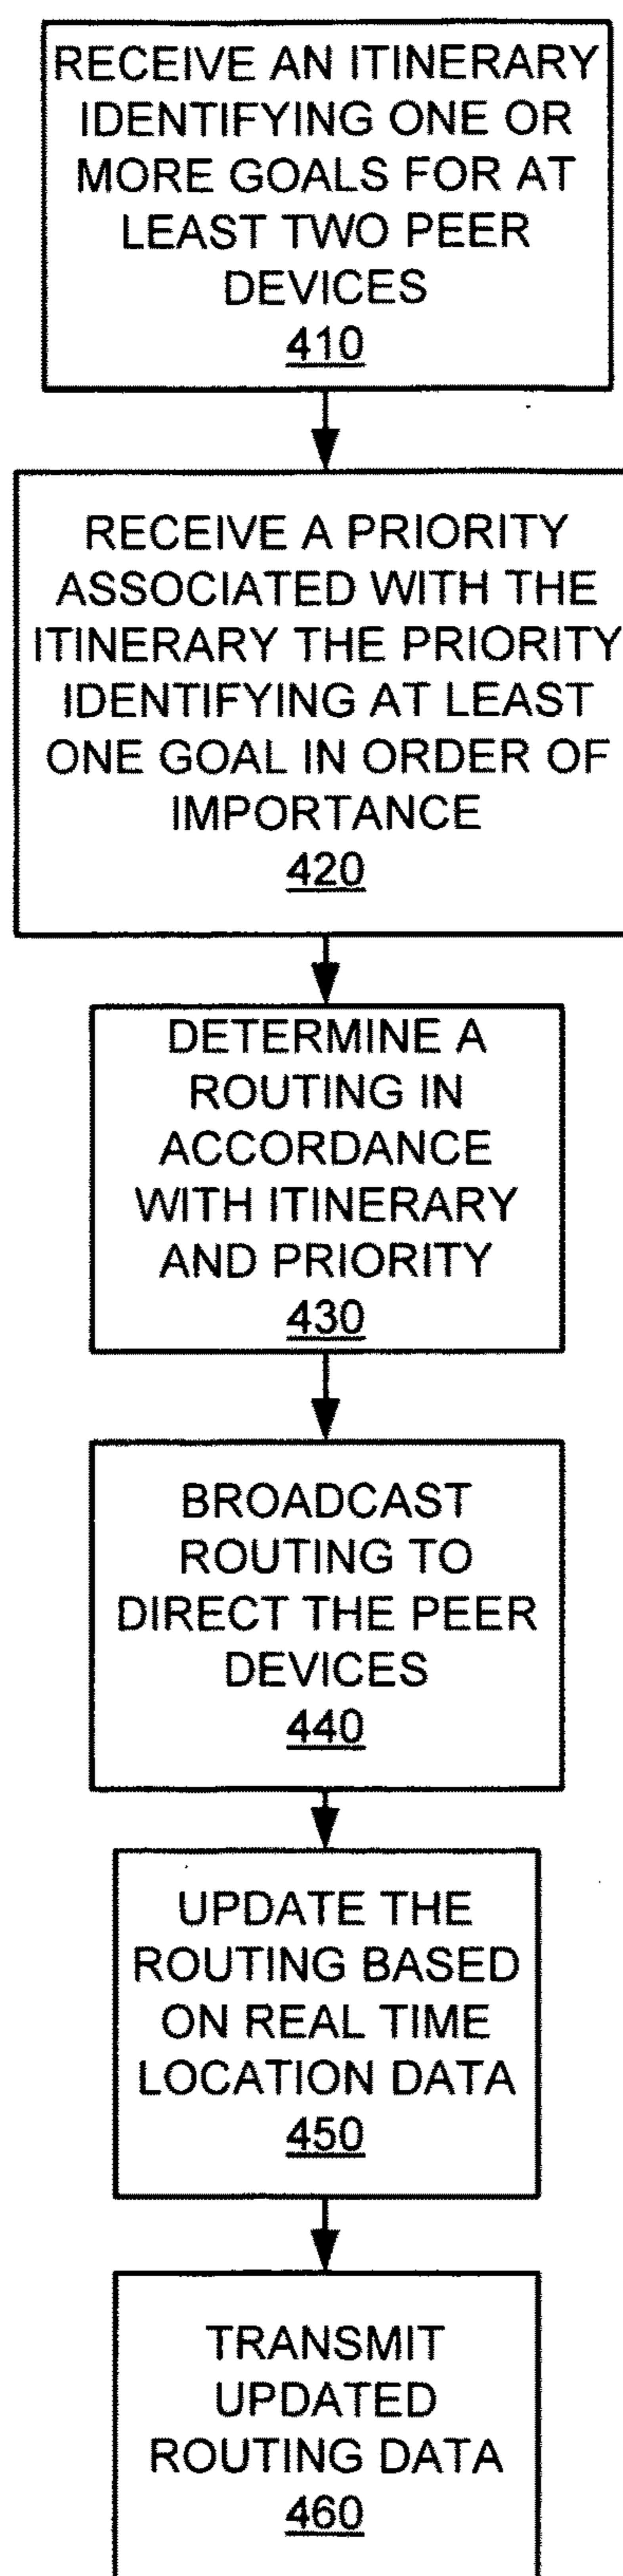 RECEIVE AN ITINERARY
IDENTIFYING ONE OR
MORE GOALS FOR AT
LEAST TWO PEER
DEVICES
410
RECEIVE A PRIORITY
ASSOCIATED WITH THE
ITINERARY THE PRIORITY
IDENTIFYING AT LEAST
ONE GOAL IN ORDER OF
IMPORTANCE
420
DETERMINE A
ROUTING IN
ACCORDANCE
WITH ITINERARY
AND PRIORITY
430
BROADCAST
ROUTING TO
DIRECT THE PEER
DEVICES
440
UPDATE THE
ROUTING BASED
ON REAL TIME
LOCATION DATA
450
TRANSMIT
UPDATED
ROUTING DATA
460